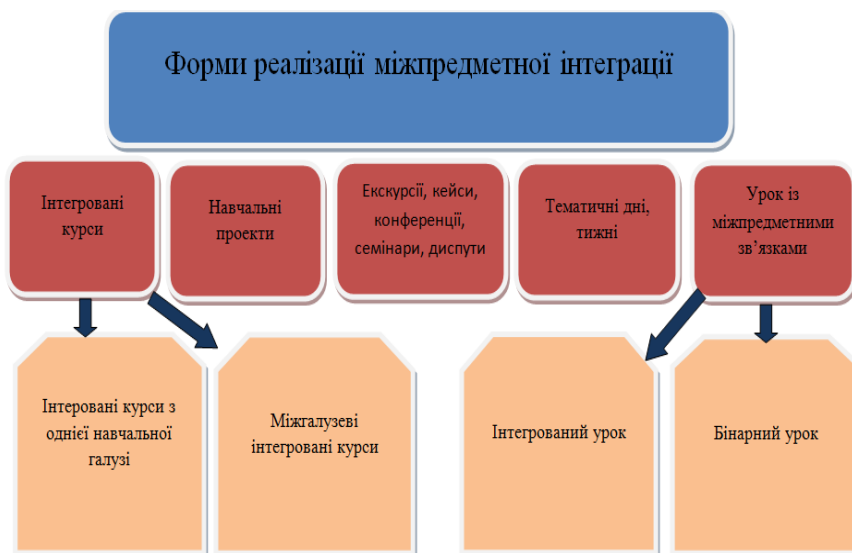 Форми реалізації міжпредметної інтеграції
Інтегровані
курси
Навчальні
проекти
Екскурсії, кейси,
конференції,
семінари, диспути
Тематичні дні,
тижні
Урок із
міжпредметними
зв’язками
Інтеровані курси з
однієї навчальної
галузі
Міжгалузеві
інтегровані курси
Інтегрований урок
Бінарний урок